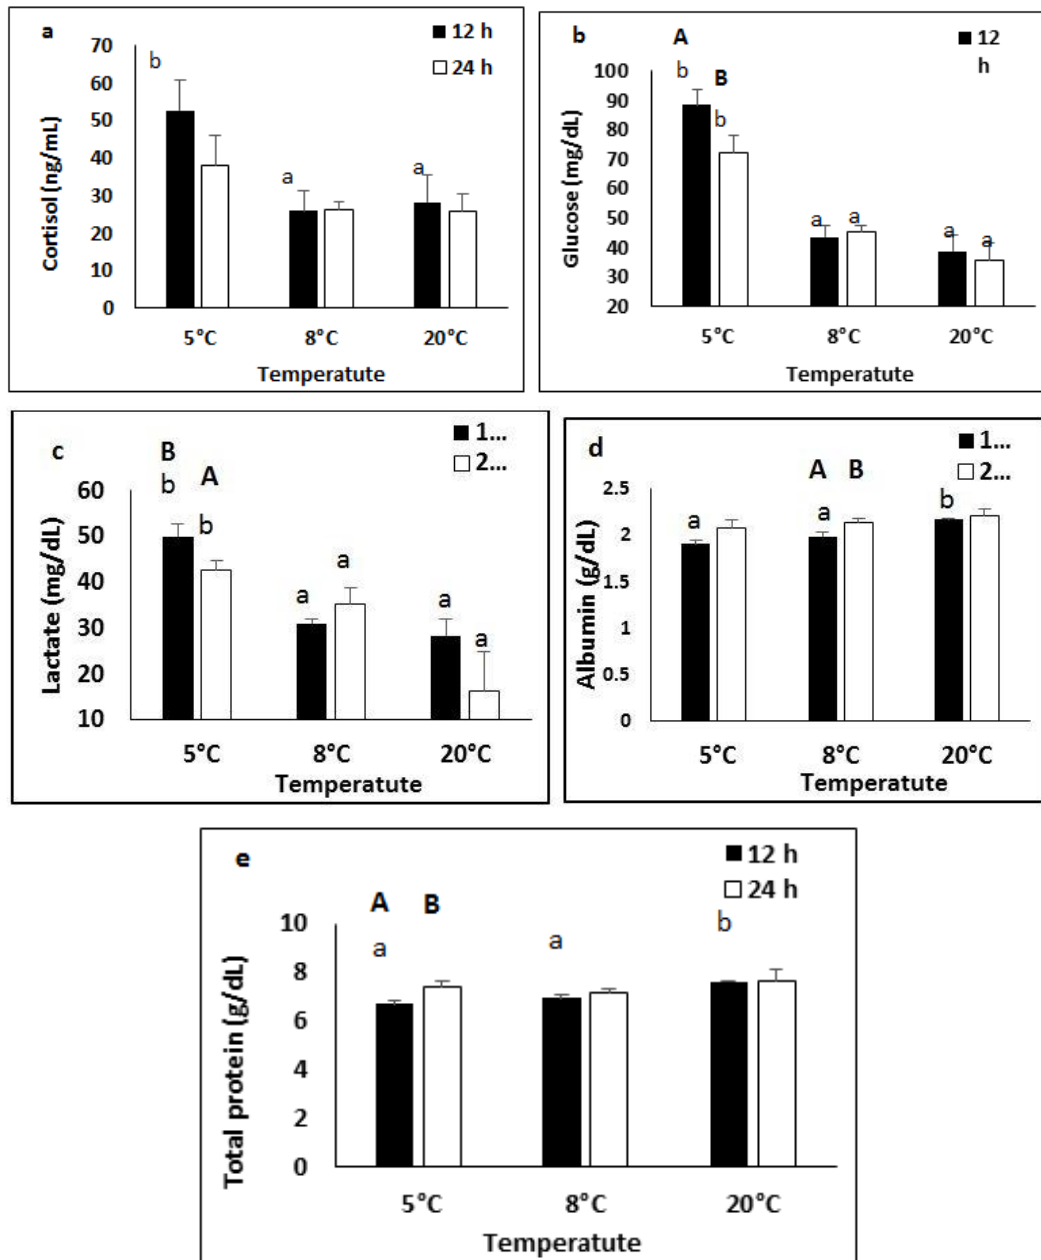 a
12 h
24 h
70
60
50
40
30
20
10
0
b
a
a
Cortisol (ng/mL)
5°C 8°C 20°C
Temperatute
b
A
12
h
b
B
b
100
90
80
70
60
50
40
30
20
a a
a a
Glucose (mg/dL)
5°C 8°C 20°C
Temperatute
c
1...
2...
B
b
A
b
60
50
40
30
20
10
a a
a a
Lactate (mg/dL)
5°C 8°C 20°C
Temperatute
d
1...
2...
A B
2.5
2
1.5
1
0.5
0
a a b
Albumin (g/dL)
5°C 8°C 20°C
Temperatute
e
12 h
24 h
A B
a a b
10
8
6
4
2
0
Total protein (g/dL)
5°C 8°C 20°C
Temperatute